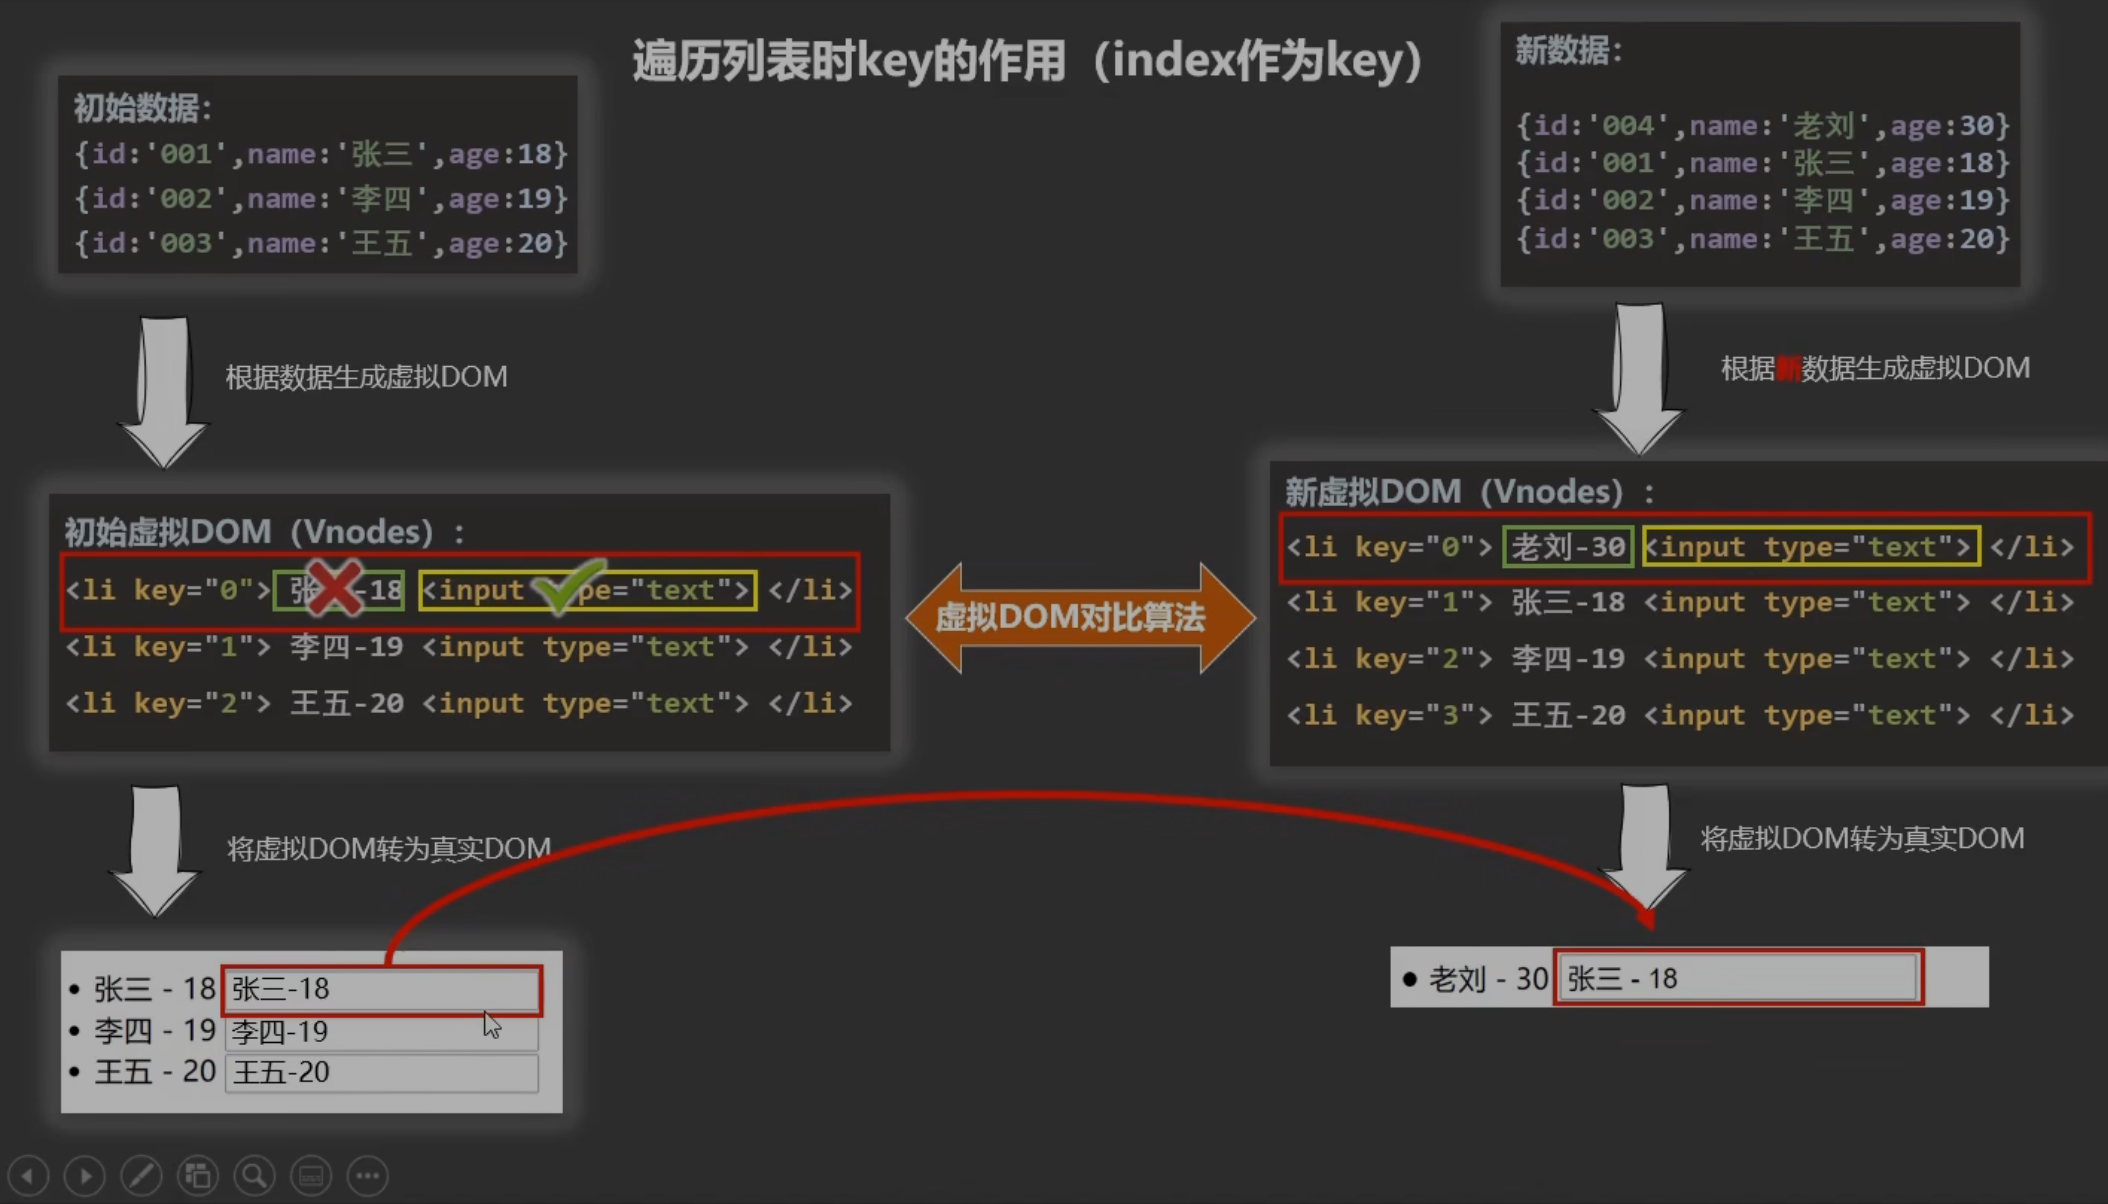 遍历列表时key的作用（index作为key）
初始数据：
{id:'001',name:'张三',age:18}
{id:'002',name:'李四',age:19}
{id:'003',name:'王五',age:20}
新数据：
{id:'004',name:'老刘',age:30}
{id:'001',name:'张三',age:18}
{id:'002',name:'李四',age:19}
{id:'003',name:'王五',age:20}
根据数据生成虚拟DOM
根据新数据生成虚拟DOM
初始虚拟DOM（Vnodes）：
<li key="0"> 张三-18 <input type="text"> </li>
<li key="1"> 李四-19 <input type="text"> </li>
<li key="2"> 王五-20 <input type="text"> </li>
虚拟DOM对比算法
新虚拟DOM（Vnodes）：
<li key="0"> 老刘-30 <input type="text"> </li>
<li key="1"> 张三-18 <input type="text"> </li>
<li key="2"> 李四-19 <input type="text"> </li>
<li key="3"> 王五-20 <input type="text"> </li>
将虚拟DOM转为真实DOM
将虚拟DOM转为真实DOM
• 张三 - 18 张三-18
• 李四 - 19 李四-19
• 王五 - 20 王五-20
• 老刘 - 30 张三 - 18